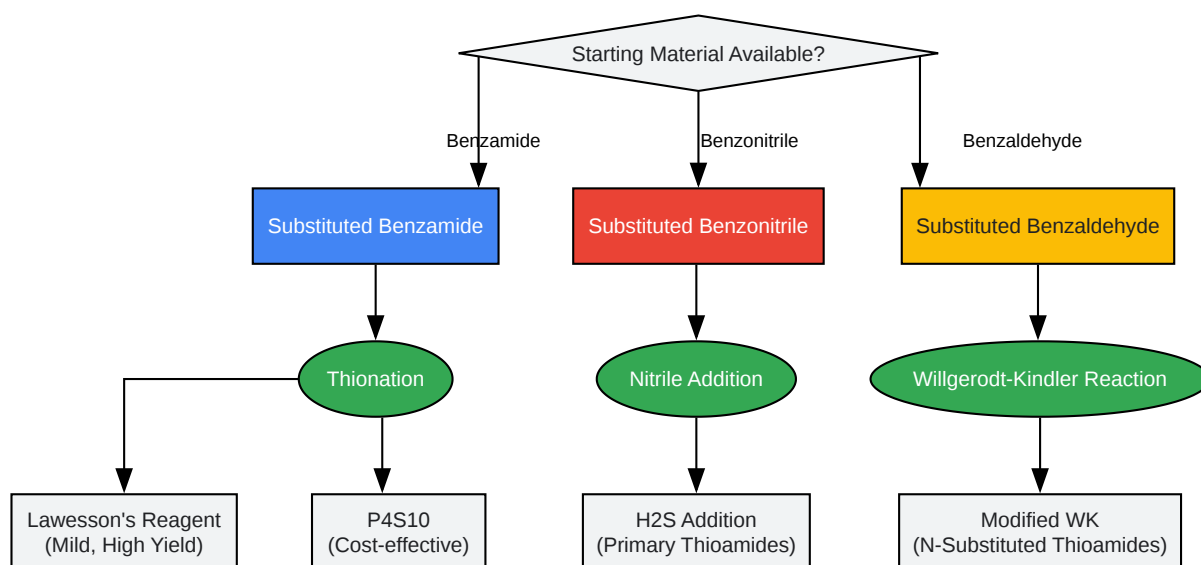 Starting Material Available?
Benzamide
Benzonitrile
Benzaldehyde
Substituted Benzamide
Substituted Benzonitrile
Substituted Benzaldehyde
Thionation
Nitrile Addition
Willgerodt-Kindler Reaction
Lawesson's Reagent
(Mild, High Yield)
P4S10
(Cost-effective)
H2S Addition
(Primary Thioamides)
Modified WK
(N-Substituted Thioamides)